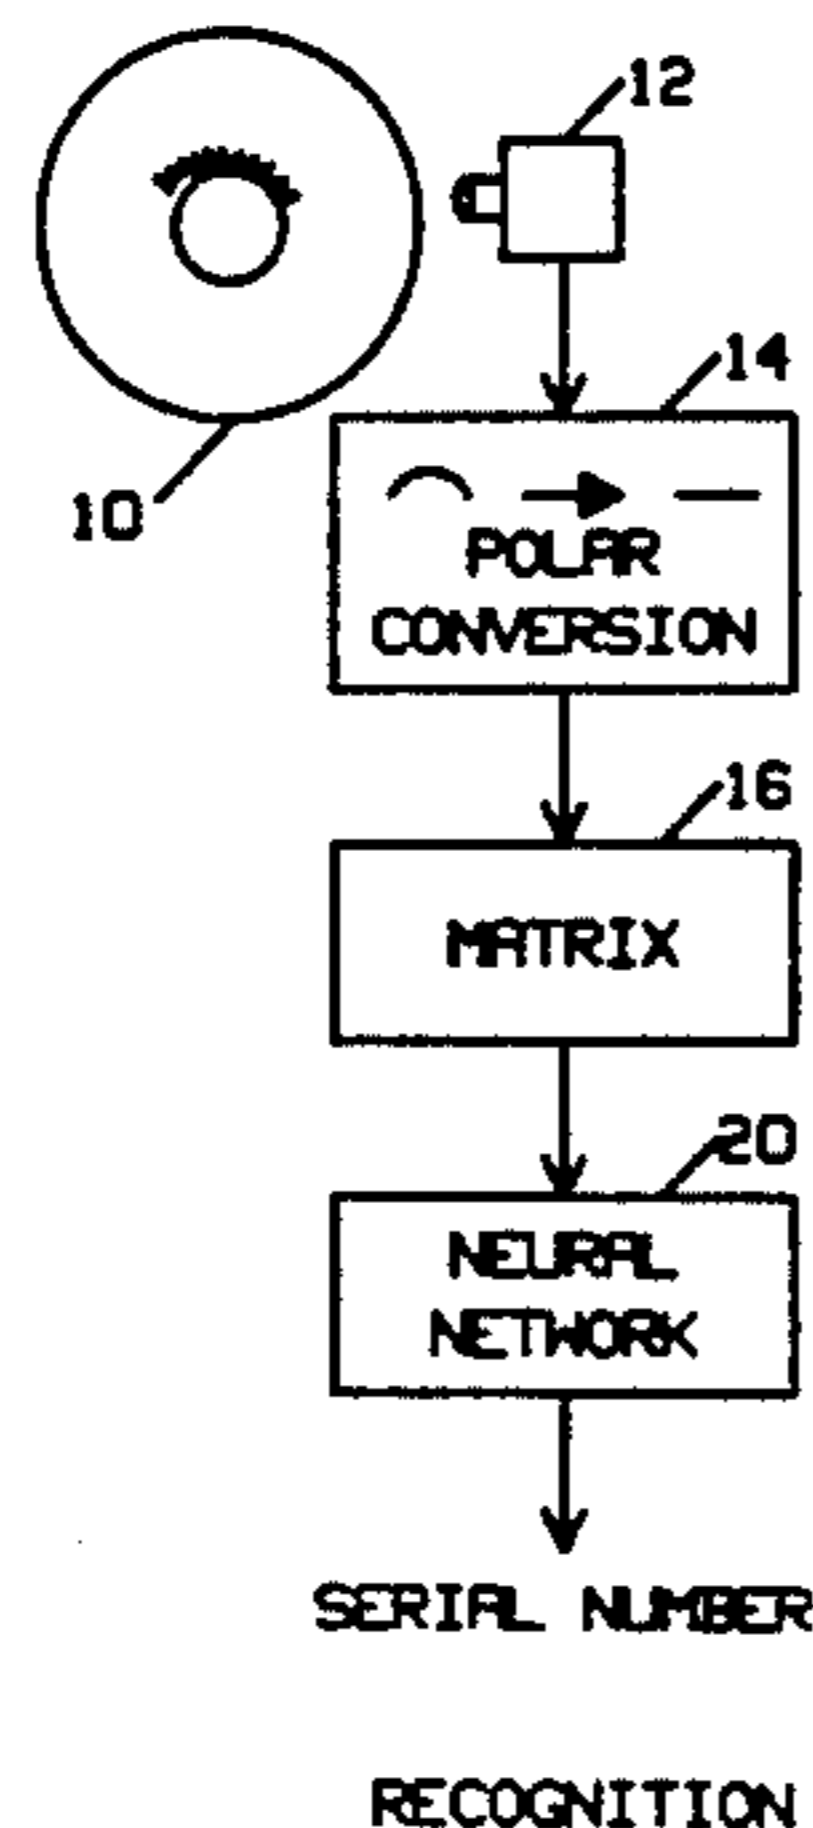 12
14
10
POLAR
CONVERSION
16
MATRIX
20
NEURAL
NETWORK
SERIAL NUMBER
RECOGNITION